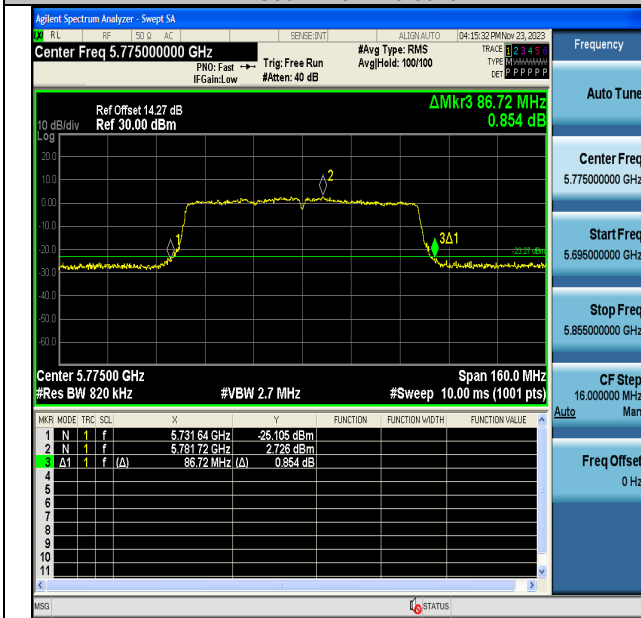 Agilent Spectrum Analyzer - Swept SA
RL RF 50 Ω AC SENSE:INT ALIGN AUTO 04:15:32 PM Nov 23, 2023
Center Freq 5.775000000 GHz
PNO: Fast
IFGain:Low
Trig: Free Run
#Atten: 40 dB
#Avg Type: RMS
Avg|Hold: 100/100
TRACE 1 2 3 4 5 6
TYPE M
DET P P P P P P
Ref Offset 14.27 dB
Ref 30.00 dBm
10 dB/div
Log
ΔMkr3 86.72 MHz
0.854 dB
20.0
10.0
0.00
-10.0
-20.0
-30.0
-40.0
-50.0
-60.0
1
2
3Δ1
-23.27 dBm
Center 5.77500 GHz Span 160.0 MHz
#Res BW 820 kHz #VBW 2.7 MHz #Sweep 10.00 ms (1001 pts)
MKR MODE TRC SCL X Y FUNCTION FUNCTION WIDTH FUNCTION VALUE
1 N 1 f 5.731 64 GHz -25.105 dBm
2 N 1 f 5.781 72 GHz 2.726 dBm
3 Δ1 1 f (Δ) 86.72 MHz (Δ) 0.854 dB
4
5
6
7
8
9
10
11
MSG STATUS
Frequency
Auto Tune
Center Freq
5.775000000 GHz
Start Freq
5.695000000 GHz
Stop Freq
5.855000000 GHz
CF Step
16.000000 MHz
Auto Man
Freq Offset
0 Hz